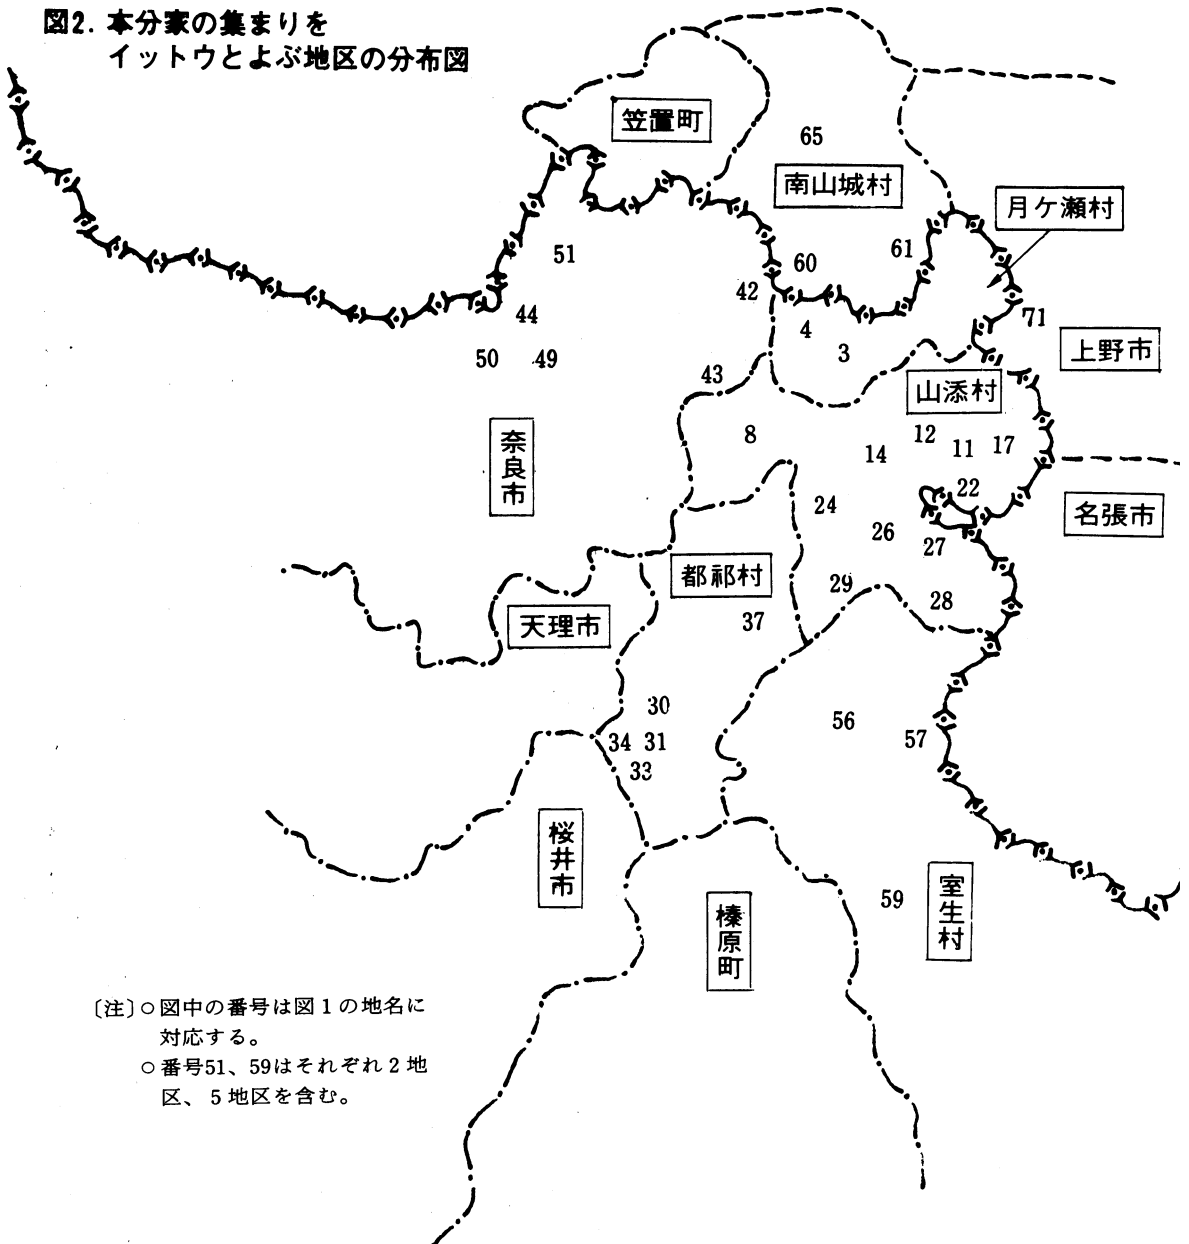 図2. 本分家の集まりを
イットウとよぶ地区の分布図
笠置町
65
南山城村
月ケ瀬村
51
60
61
42
44
4
71
3
上野市
50
49
43
山添村
8
12
14
11
17
奈良市
22
24
名張市
26
27
都祁村
29
28
天理市
37
30
56
34
31
57
33
桜井市
榛原町
59
室生村
〔注〕○図中の番号は図1の地名に
対応する。
○番号51、59はそれぞれ2地
区、5地区を含む。